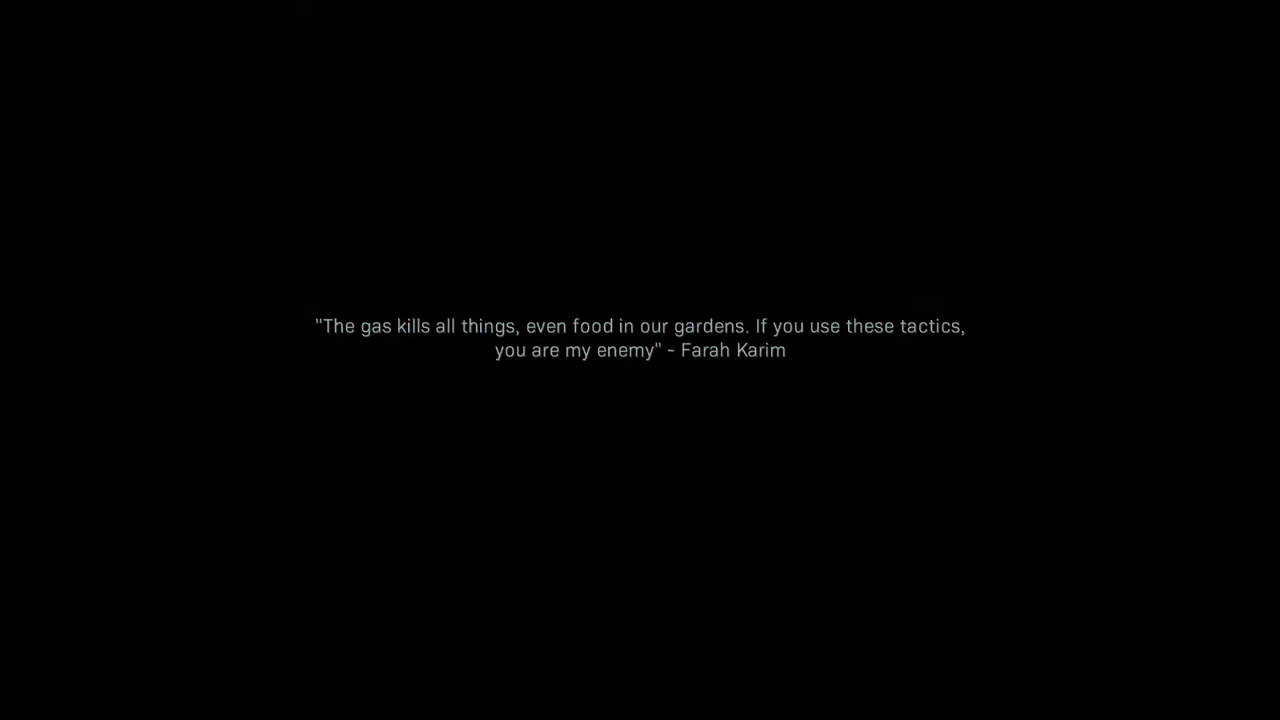 "The gas kills all things, even food in our gardens. If you use these tactics,
you are my enemy" - Farah Karim